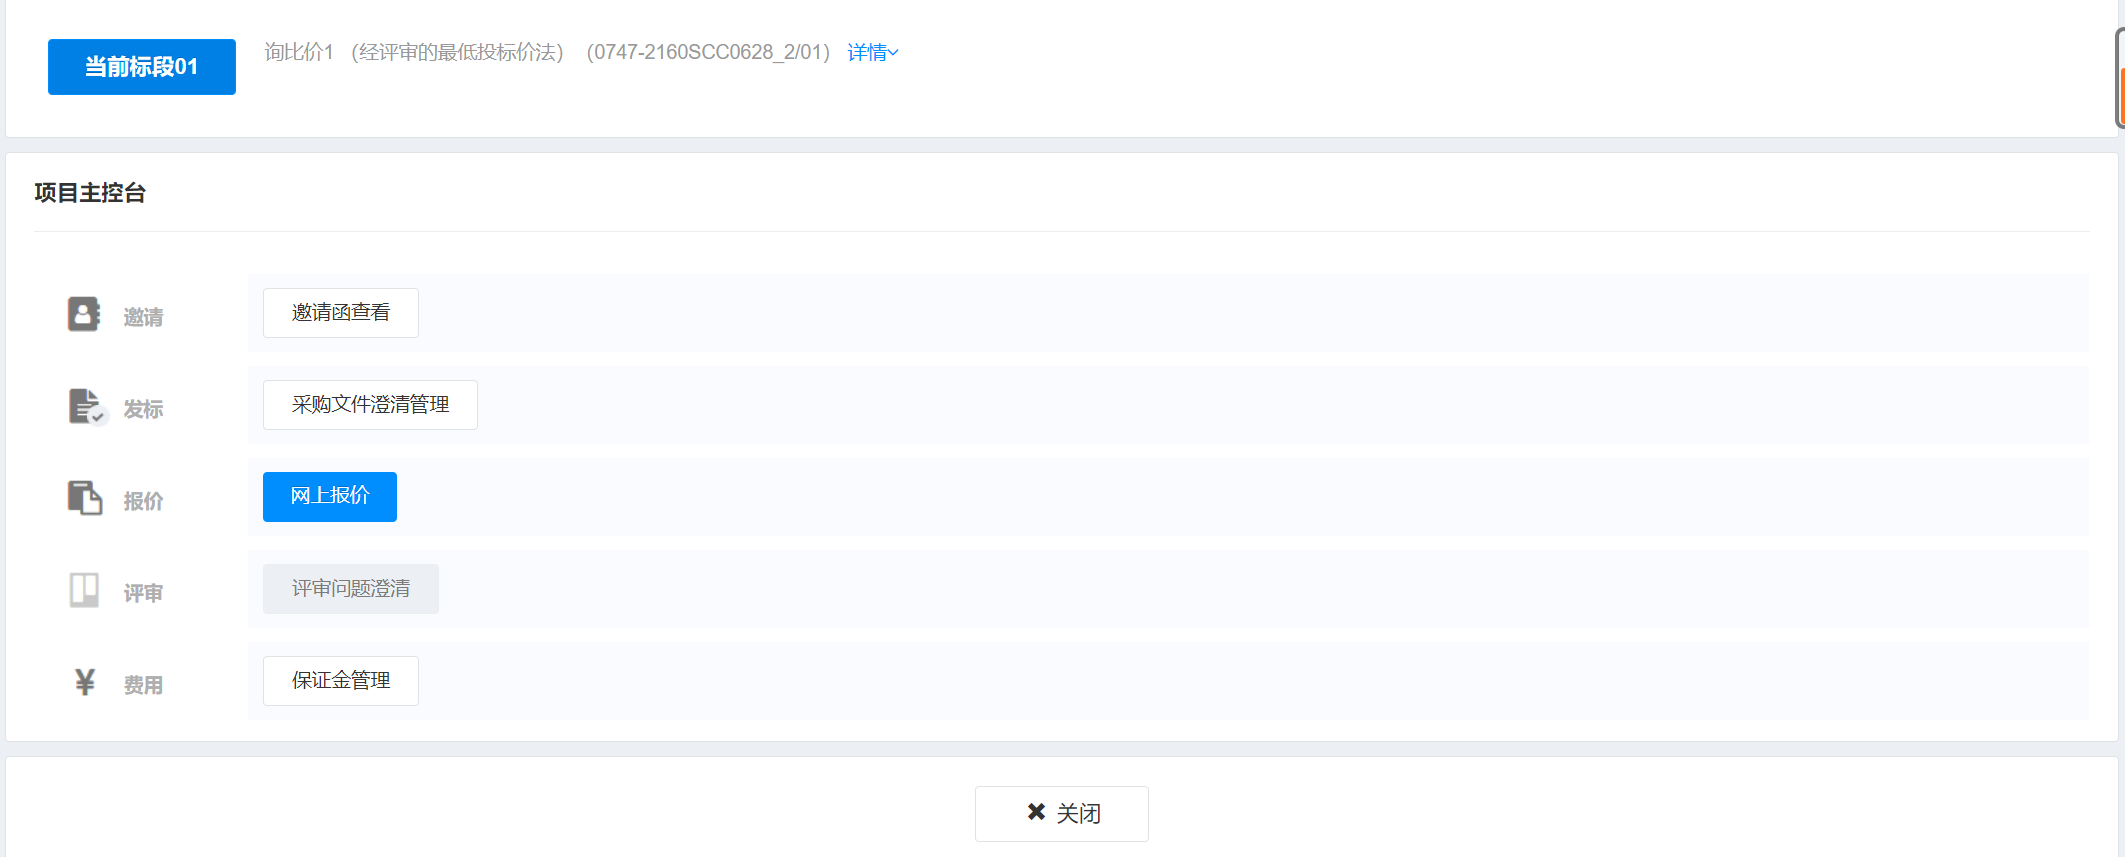 当前标段01 询比价1 （经评审的最低投标价法） （0747-2160SCC0628_2/01） 详情
项目主控台
邀请 邀请函查看
发标 采购文件澄清管理
报价 网上报价
评审 评审问题澄清
¥ 费用 保证金管理
✖ 关闭